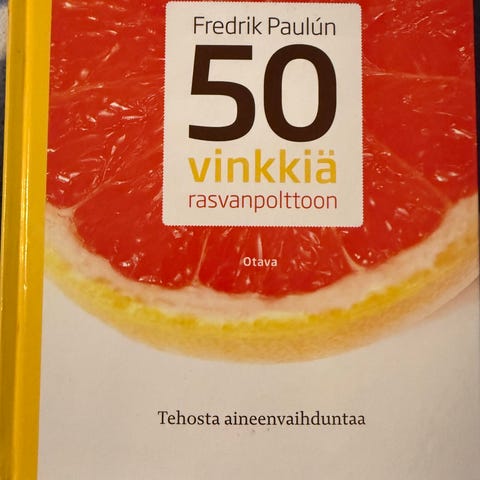 Fredrik Paulún
50
vinkkiä
rasvanpolttoon
Otava
Tehosta aineenvaihduntaa